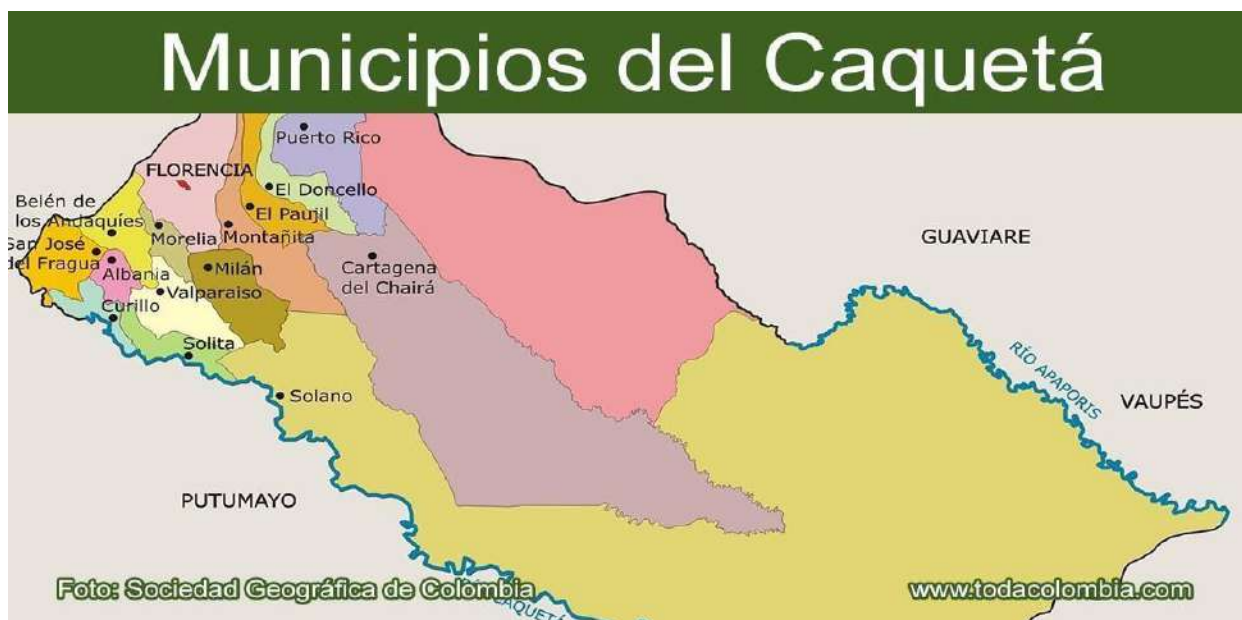 Municipios del Caquetá
Puerto Rico
FLORENCIA
El Doncello
Belén de
los Andaquíes
El Paujil
San José
del Fragua
Morelia
Montañita
GUAVIARE
Albania
Milán
Cartagena
del Chairá
Valparaiso
Curillo
Solita
RÍO APAPORIS
Solano
VAUPÉS
PUTUMAYO
Foto: Sociedad Geográfica de Colombia
www.todacolombia.com
CAQUETÁ